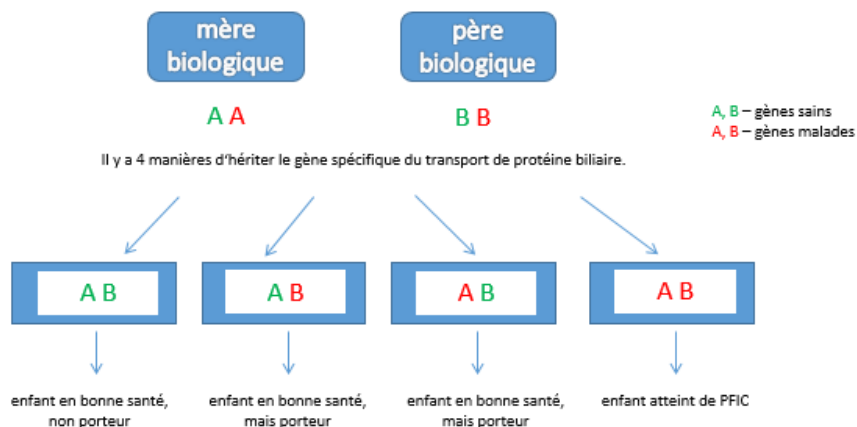 mère
biologique
père
biologique
A A
B B
A, B – gènes sains
A, B – gènes malades
Il y a 4 manières d'hériter le gène spécifique du transport de protéine biliaire.
A B
A B
A B
A B
enfant en bonne santé,
non porteur
enfant en bonne santé,
mais porteur
enfant en bonne santé,
mais porteur
enfant atteint de PFIC